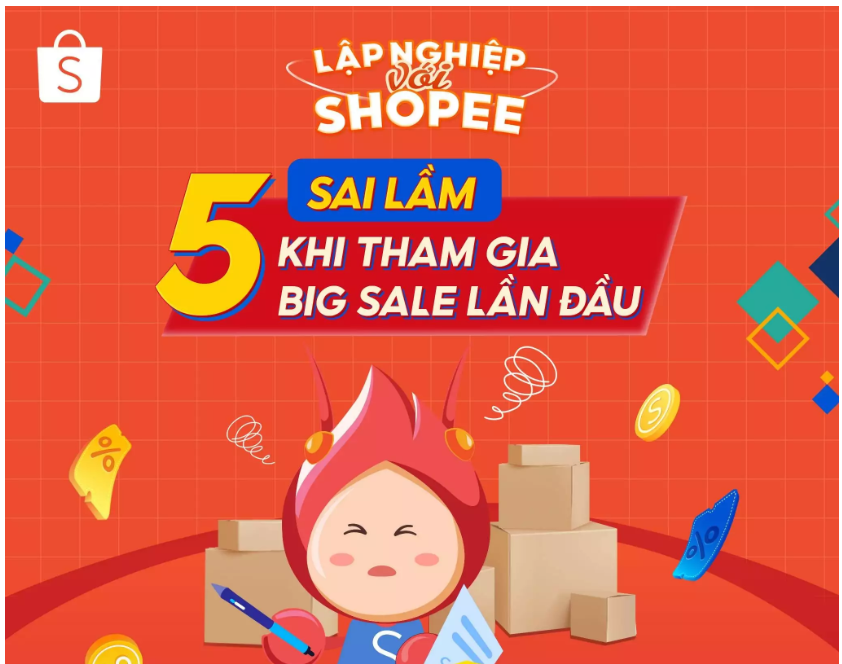 S
LẬP NGHIỆP
với
SHOPEE
5
SAI LẦM
KHI THAM GIA
BIG SALE LẦN ĐẦU
%
S
%
S
S